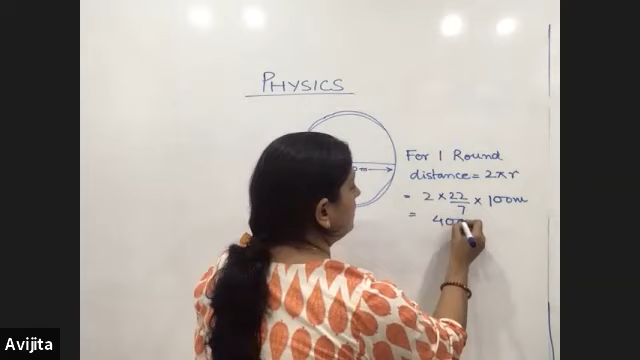 PHYSICS
For 1 Round
distance = 2πr
= 2 × 22/7 × 100m
=
m
Avijita